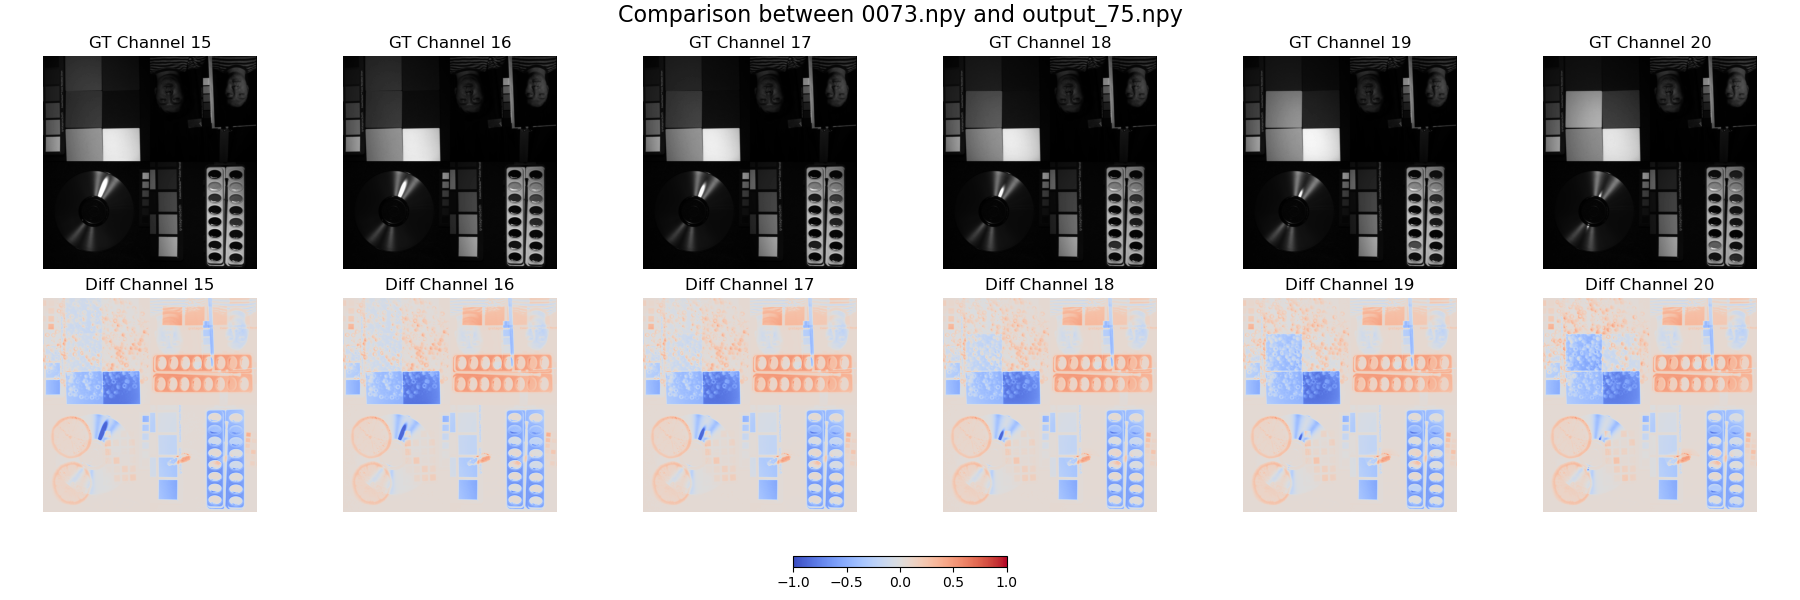 Comparison between 0073.npy and output_75.npy
GT Channel 15 GT Channel 16 GT Channel 17 GT Channel 18 GT Channel 19 GT Channel 20
Diff Channel 15 Diff Channel 16 Diff Channel 17 Diff Channel 18 Diff Channel 19 Diff Channel 20
−1.0 −0.5 0.0 0.5 1.0